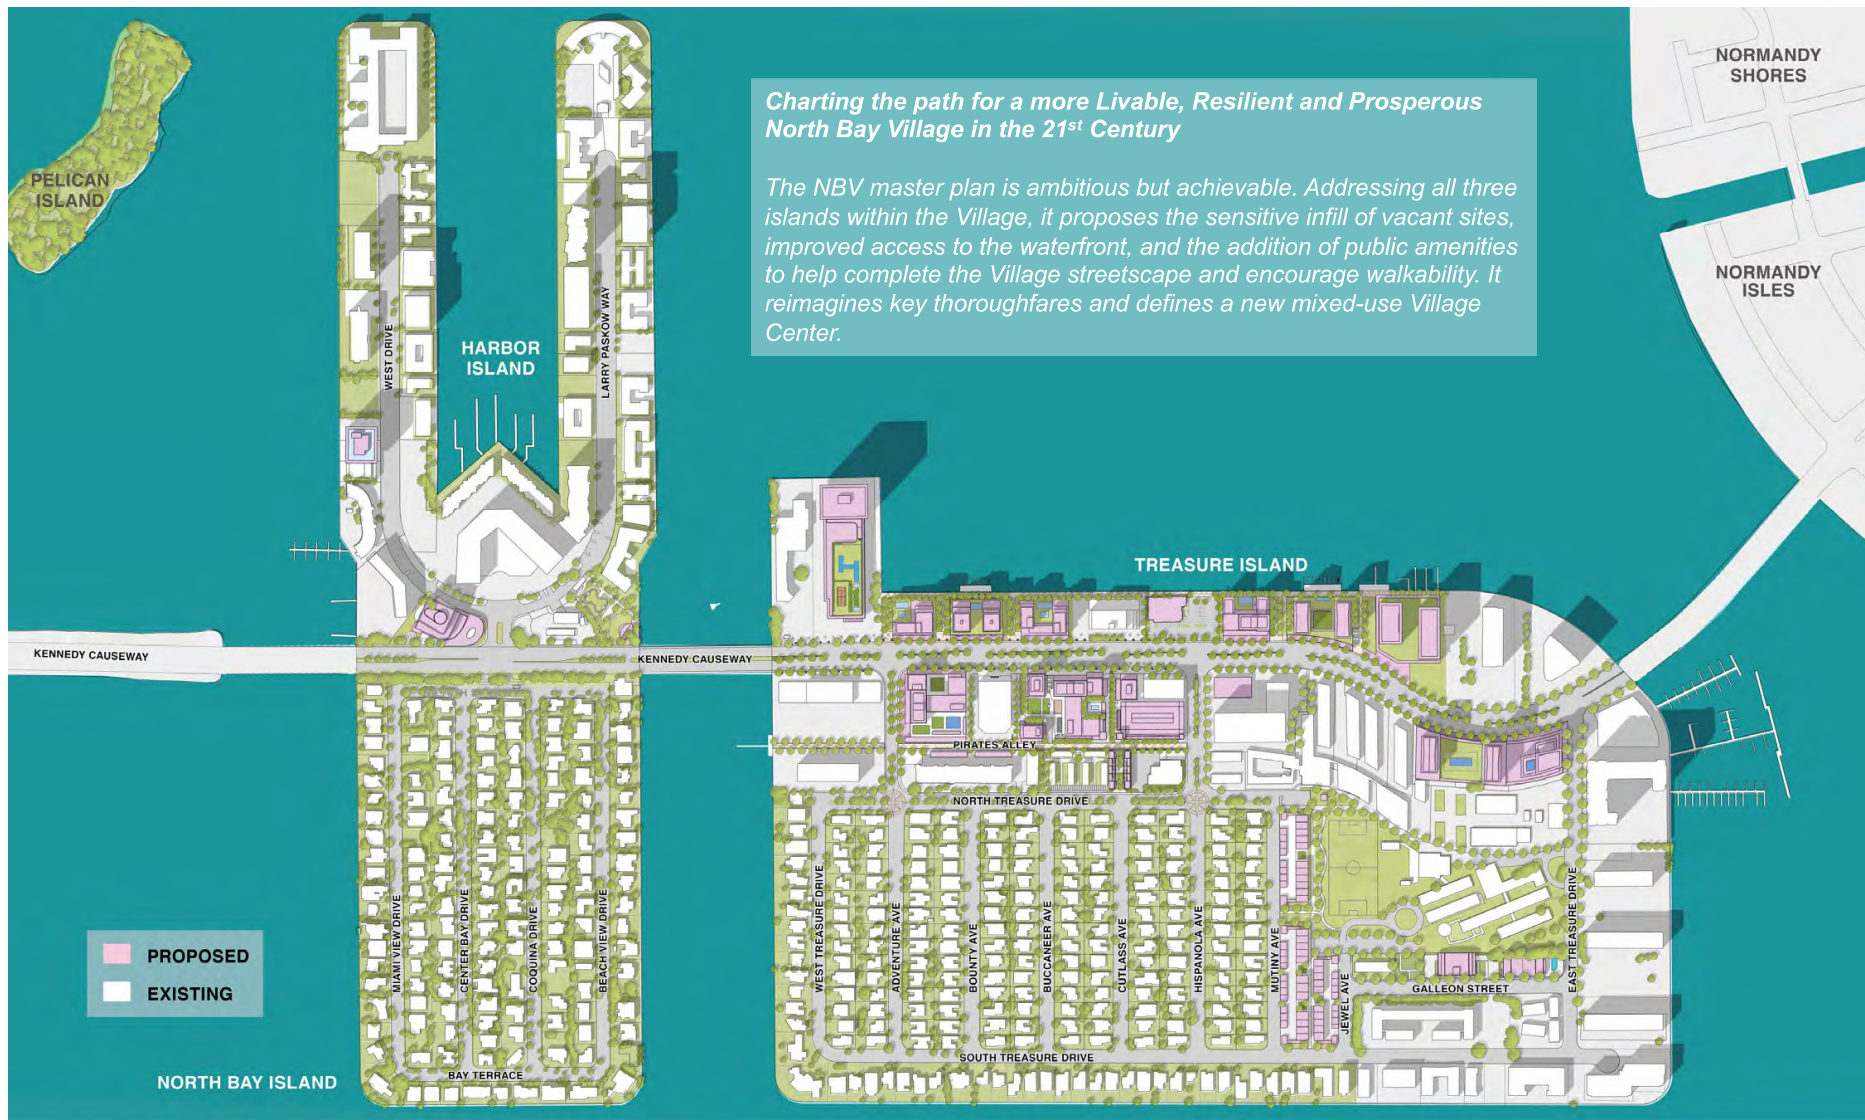 NORMANDY
SHORES
Charting the path for a more Livable, Resilient and Prosperous
North Bay Village in the 21st Century
The NBV master plan is ambitious but achievable. Addressing all three
islands within the Village, it proposes the sensitive infill of vacant sites,
improved access to the waterfront, and the addition of public amenities
to help complete the Village streetscape and encourage walkability. It
reimagines key thoroughfares and defines a new mixed-use Village
Center.
PELICAN
ISLAND
NORMANDY
ISLES
WEST DRIVE
HARBOR
ISLAND
LARRY PASKOW WAY
TREASURE ISLAND
KENNEDY CAUSEWAY
KENNEDY CAUSEWAY
PIRATES ALLEY
NORTH TREASURE DRIVE
MIAMI VIEW DRIVE
CENTER BAY DRIVE
COQUINA DRIVE
BEACH VIEW DRIVE
WEST TREASURE DRIVE
ADVENTURE AVE
BOUNTY AVE
BUCCANEER AVE
CUTLASS AVE
HISPANOLA AVE
MUTINY AVE
JEWEL AVE
EAST TREASURE DRIVE
GALLEON STREET
PROPOSED
EXISTING
SOUTH TREASURE DRIVE
BAY TERRACE
NORTH BAY ISLAND